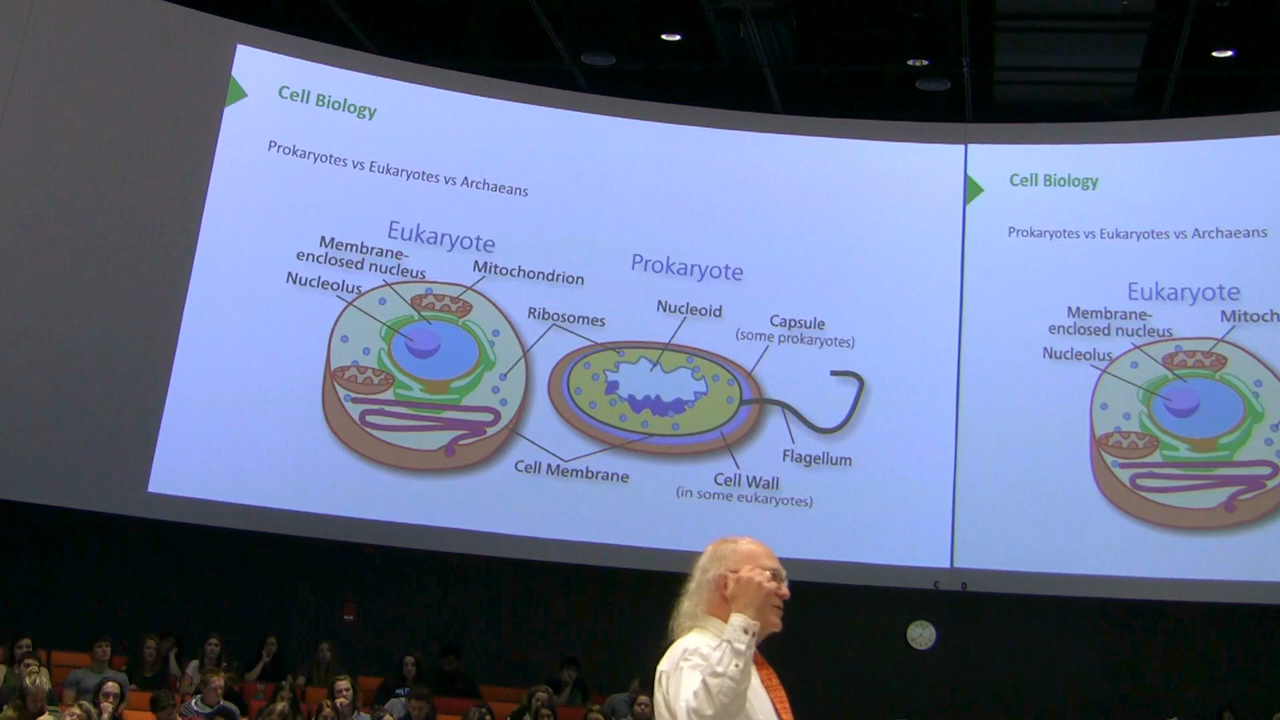 Cell Biology
Prokaryotes vs Eukaryotes vs Archaeans
Eukaryote
Membrane-
enclosed nucleus
Mitochondrion
Nucleolus
Prokaryote
Ribosomes
Nucleoid
Capsule
(some prokaryotes)
Cell Membrane
Flagellum
Cell Wall
(in some eukaryotes)
Cell Biology
Prokaryotes vs Eukaryotes vs Archaeans
Eukaryote
Membrane-
enclosed nucleus
Mitoch
Nucleolus
C D